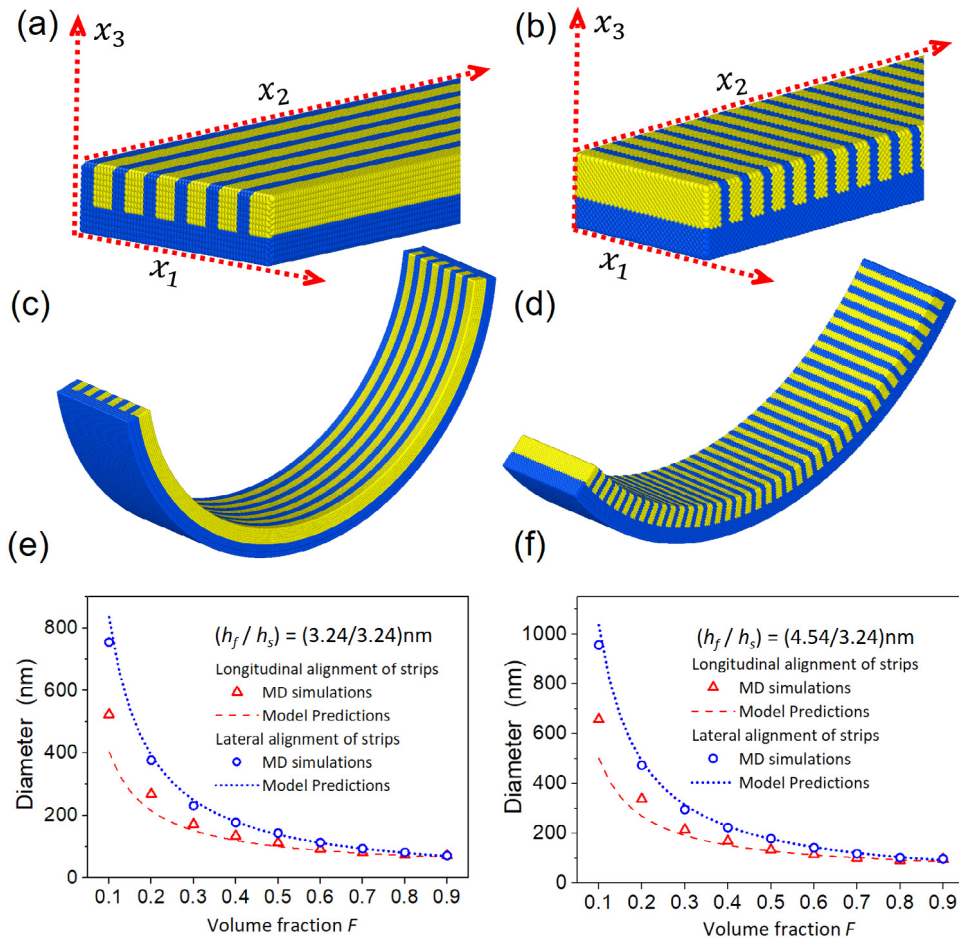 (a)
x₃
x₂
x₁
(b)
x₃
x₂
x₁
(c)
(d)
(e)
Diameter (nm)
800
600
400
200
0
(h_f / h_s) = (3.24/3.24)nm
Longitudinal alignment of strips
MD simulations
Model Predictions
Lateral alignment of strips
MD simulations
Model Predictions
0.1 0.2 0.3 0.4 0.5 0.6 0.7 0.8 0.9
Volume fraction F
(f)
Diameter (nm)
1000
800
600
400
200
0
(h_f / h_s) = (4.54/3.24)nm
Longitudinal alignment of strips
MD simulations
Model Predictions
Lateral alignment of strips
MD simulations
Model Predictions
0.1 0.2 0.3 0.4 0.5 0.6 0.7 0.8 0.9
Volume fraction F